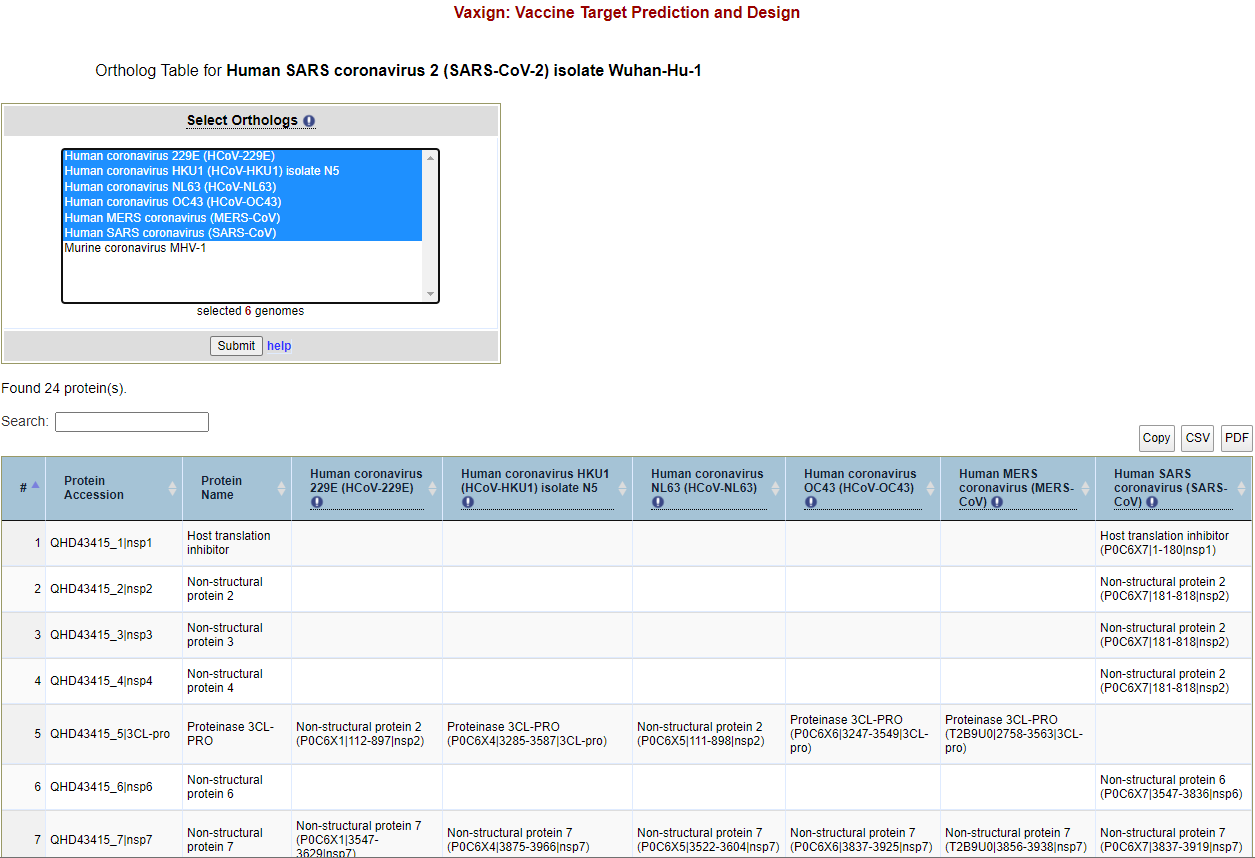 Vaxign: Vaccine Target Prediction and Design
Ortholog Table for Human SARS coronavirus 2 (SARS-CoV-2) isolate Wuhan-Hu-1
Select Orthologs
Human coronavirus 229E (HCoV-229E)
Human coronavirus HKU1 (HCoV-HKU1) isolate N5
Human coronavirus NL63 (HCoV-NL63)
Human coronavirus OC43 (HCoV-OC43)
Human MERS coronavirus (MERS-CoV)
Human SARS coronavirus (SARS-CoV)
Murine coronavirus MHV-1
selected 6 genomes
Submit help
Found 24 protein(s).
Search:
Copy CSV PDF
#
Protein
Accession
Protein
Name
Human coronavirus
229E (HCoV-229E)
Human coronavirus HKU1
(HCoV-HKU1) isolate N5
Human coronavirus
NL63 (HCoV-NL63)
Human coronavirus
OC43 (HCoV-OC43)
Human MERS
coronavirus (MERS-
CoV)
Human SARS
coronavirus (SARS-
CoV)
1
QHD43415_1|nsp1
Host translation
inhibitor
Host translation inhibitor
(P0C6X7|1-180|nsp1)
2
QHD43415_2|nsp2
Non-structural
protein 2
Non-structural protein 2
(P0C6X7|181-818|nsp2)
3
QHD43415_3|nsp3
Non-structural
protein 3
Non-structural protein 2
(P0C6X7|181-818|nsp2)
4
QHD43415_4|nsp4
Non-structural
protein 4
Non-structural protein 2
(P0C6X7|181-818|nsp2)
5
QHD43415_5|3CL-pro
Proteinase 3CL-
PRO
Non-structural protein 2
(P0C6X1|112-897|nsp2)
Proteinase 3CL-PRO
(P0C6X4|3285-3587|3CL-pro)
Non-structural protein 2
(P0C6X5|111-898|nsp2)
Proteinase 3CL-PRO
(P0C6X6|3247-3549|3CL-
pro)
Proteinase 3CL-PRO
(T2B9U0|2758-3563|3CL-
pro)
6
QHD43415_6|nsp6
Non-structural
protein 6
Non-structural protein 6
(P0C6X7|3547-3836|nsp6)
7
QHD43415_7|nsp7
Non-structural
protein 7
Non-structural protein 7
(P0C6X1|3547-
3629|nsp7)
Non-structural protein 7
(P0C6X4|3875-3966|nsp7)
Non-structural protein 7
(P0C6X5|3522-3604|nsp7)
Non-structural protein 7
(P0C6X6|3837-3925|nsp7)
Non-structural protein 7
(T2B9U0|3856-3938|nsp7)
Non-structural protein 7
(P0C6X7|3837-3919|nsp7)